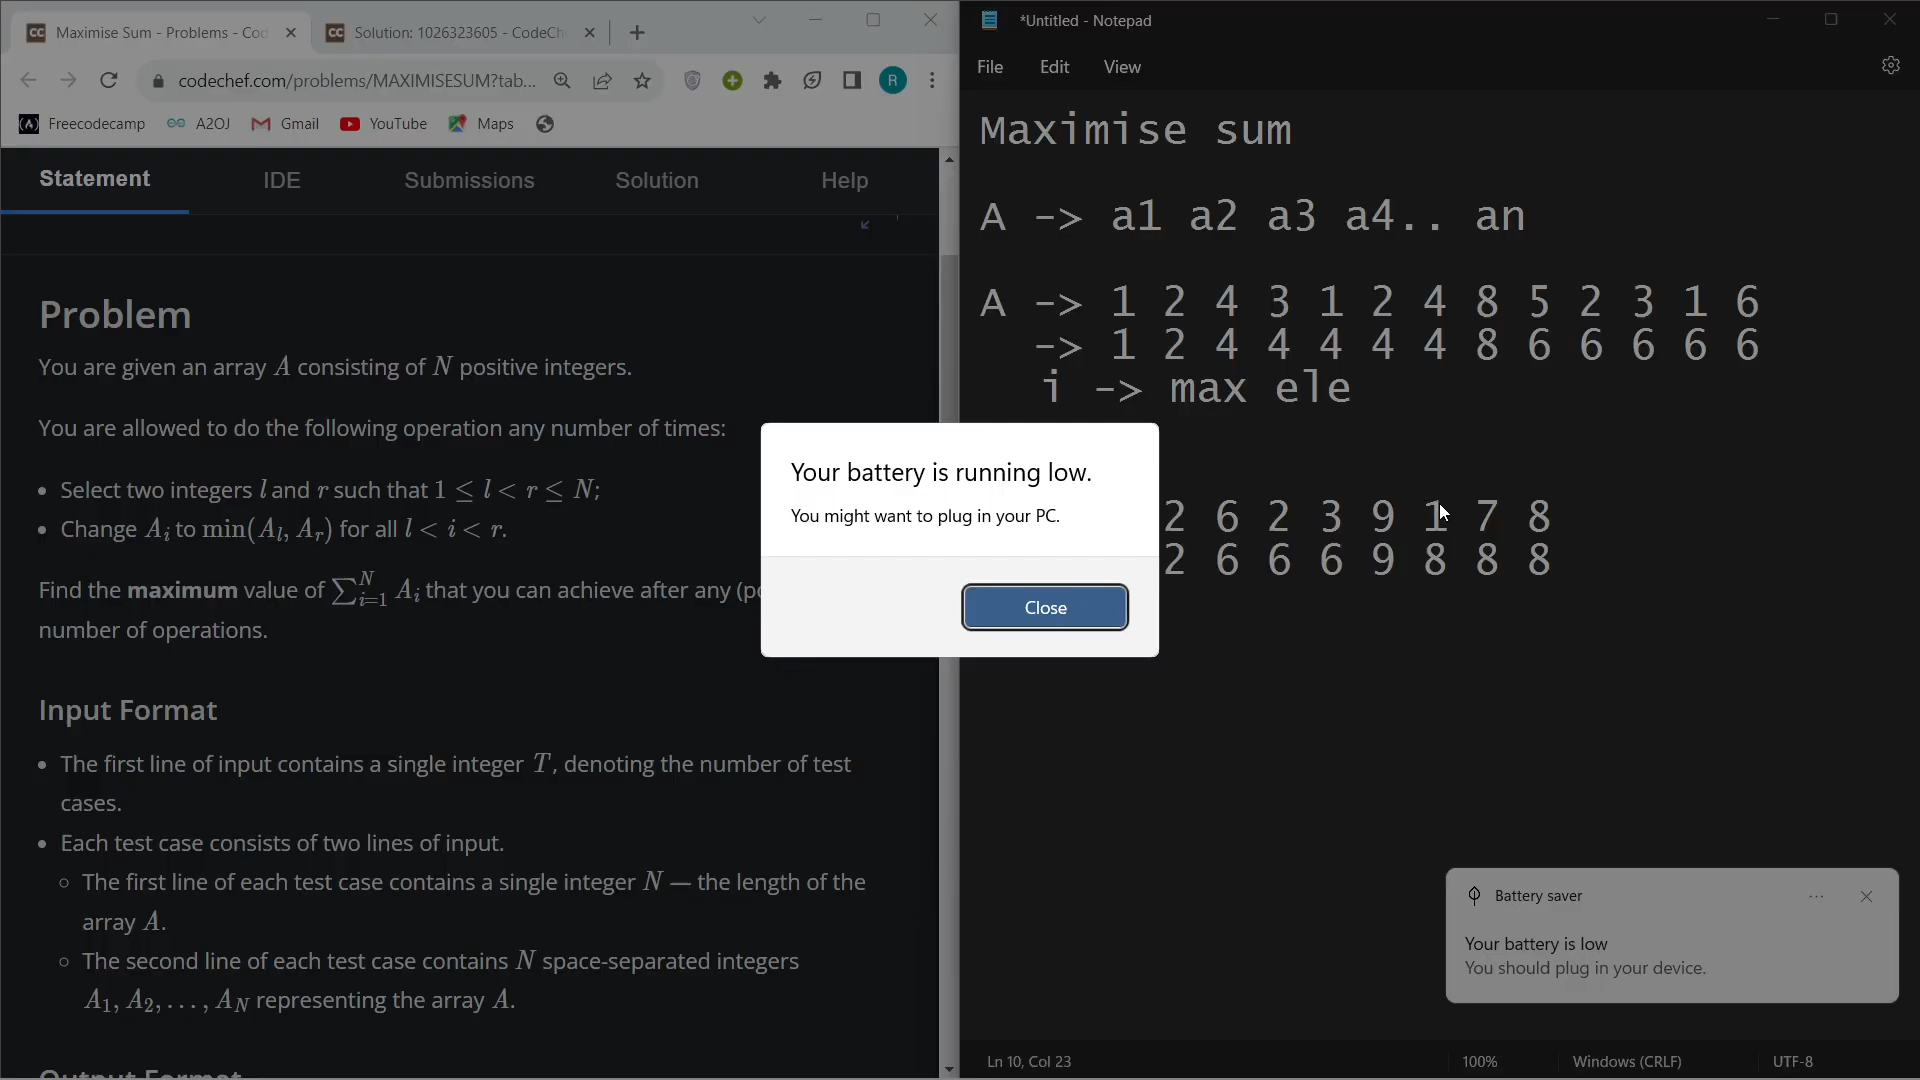 Maximise Sum - Problems - Cod
Solution: 1026323605 - CodeCh
codechef.com/problems/MAXIMISESUM?tab...
R
Freecodecamp
A2OJ
Gmail
YouTube
Maps
Statement
IDE
Submissions
Solution
Help
Problem
You are given an array A consisting of N positive integers.
You are allowed to do the following operation any number of times:
• Select two integers l and r such that 1 ≤ l < r ≤ N;
• Change A_i to min(A_l, A_r) for all l < i < r.
Find the maximum value of ∑_{i=1}^{N} A_i that you can achieve after any (po
number of operations.
Input Format
• The first line of input contains a single integer T, denoting the number of test
cases.
• Each test case consists of two lines of input.
◦ The first line of each test case contains a single integer N — the length of the
array A.
◦ The second line of each test case contains N space-separated integers
A_1, A_2, ..., A_N representing the array A.
Output Format
*Untitled - Notepad
File
Edit
View
Maximise sum
A -> a1 a2 a3 a4.. an
A -> 1 2 4 3 1 2 4 8 5 2 3 1 6
-> 1 2 4 4 4 4 4 8 6 6 6 6 6
i -> max ele
2 6 2 3 9 1 7 8
2 6 6 6 9 8 8 8
Your battery is running low.
You might want to plug in your PC.
Close
Battery saver
Your battery is low
You should plug in your device.
Ln 10, Col 23
100%
Windows (CRLF)
UTF-8